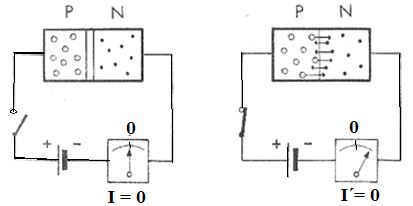 P N
+ -
0
I = 0
P N
+ -
0
I´= 0